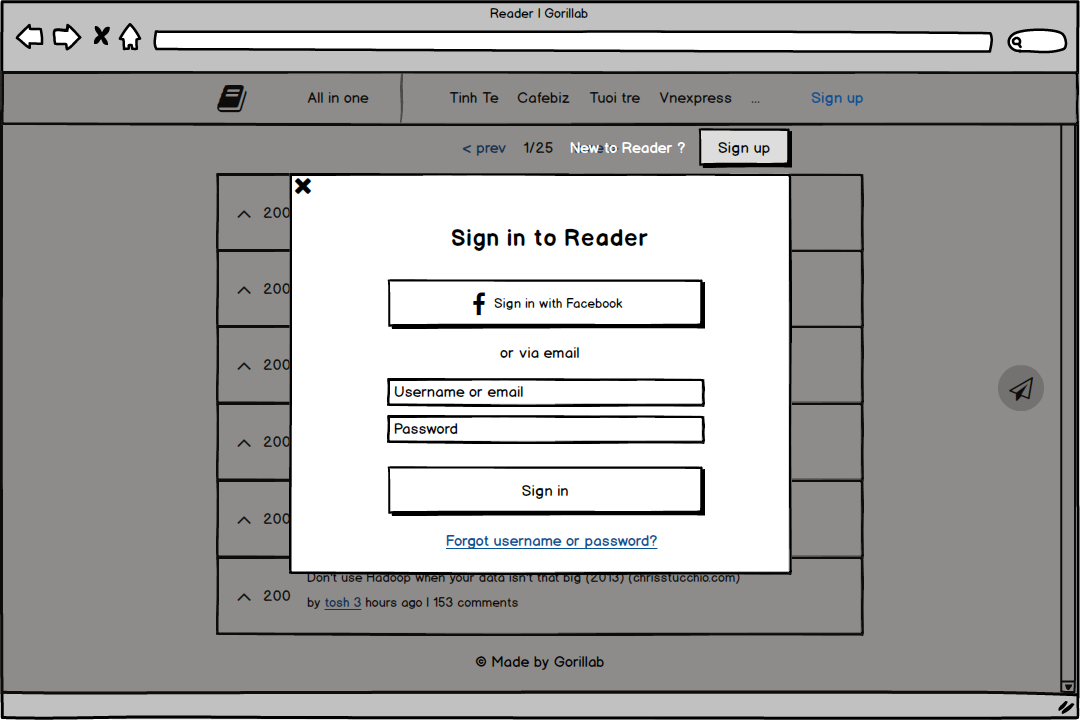 Reader | Gorillab
All in one
Tinh Te Cafebiz Tuoi tre Vnexpress ... Sign up
< prev 1/25
New to Reader ? Sign up
Sign in to Reader
200
Sign in with Facebook
200
or via email
200
Username or email
Password
200
Sign in
200
Forgot username or password?
Don't use Hadoop when your data isn't that big (2013) (chrisstucchio.com)
200
by tosh 3 hours ago | 153 comments
© Made by Gorillab